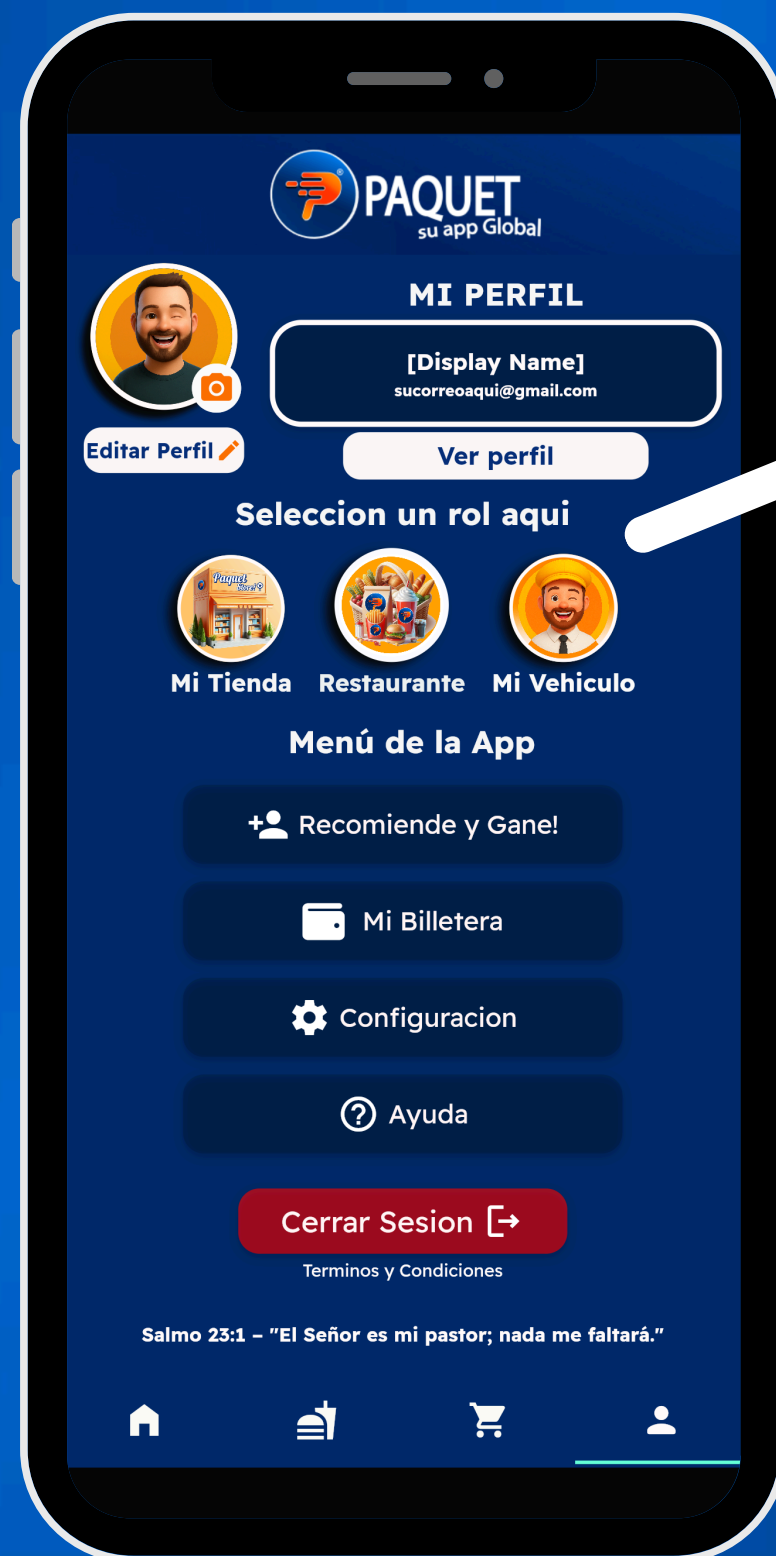 PAQUET®
su app Global
MI PERFIL
[Display Name]
sucorreoaqui@gmail.com
Editar Perfil
Ver perfil
Seleccion un rol aqui
Paquet
Store!
Mi Tienda
Restaurante
Mi Vehiculo
Menú de la App
Recomiende y Gane!
Mi Billetera
Configuracion
Ayuda
Cerrar Sesion
Terminos y Condiciones
Salmo 23:1 – "El Señor es mi pastor; nada me faltará."